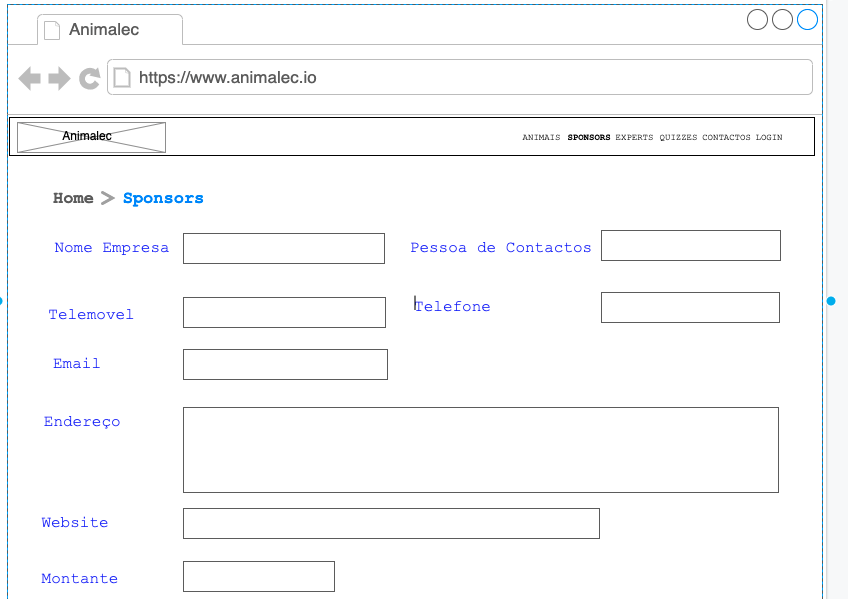 Animalec
https://www.animalec.io
Animalec
ANIMAIS SPONSORS EXPERTS QUIZZES CONTACTOS LOGIN
Home > Sponsors
Nome Empresa
Pessoa de Contactos
Telemovel
Telefone
Email
Endereço
Website
Montante